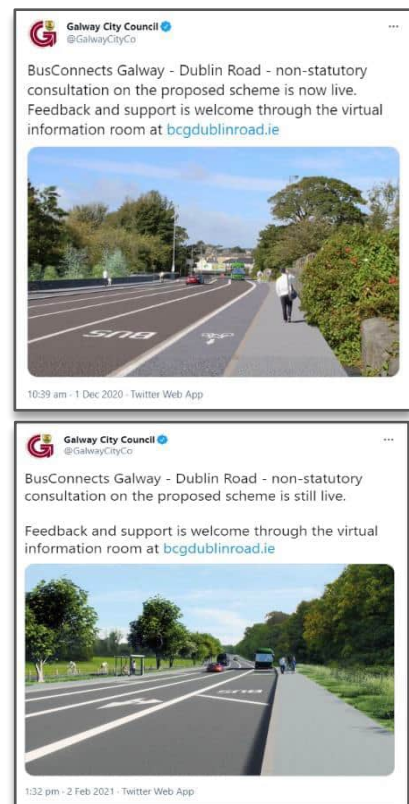 Galway City Council
@GalwayCityCo
BusConnects Galway - Dublin Road - non-statutory
consultation on the proposed scheme is now live.
Feedback and support is welcome through the virtual
information room at bcgdublinroad.ie
BUS
10:39 am · 1 Dec 2020 · Twitter Web App
Galway City Council
@GalwayCityCo
BusConnects Galway - Dublin Road - non-statutory
consultation on the proposed scheme is still live.
Feedback and support is welcome through the virtual
information room at bcgdublinroad.ie
BUS
1:32 pm · 2 Feb 2021 · Twitter Web App